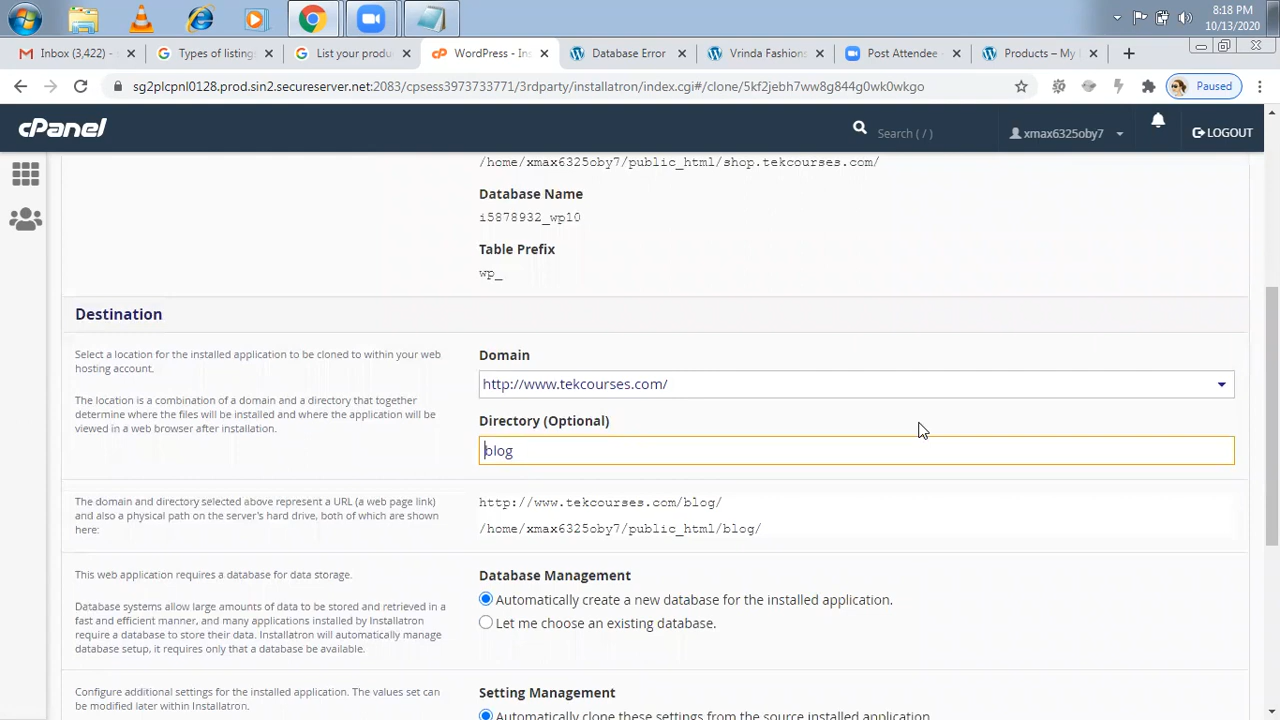 8:18 PM
10/13/2020
Inbox (3,422) -
Types of listing
List your produ
cP WordPress - Ins
Database Error
Vrinda Fashions
Post Attendee -
Products – My
sg2plcpnl0128.prod.sin2.secureserver.net:2083/cpsess3973733771/3rdparty/installatron/index.cgi#/clone/5kf2jebh7ww8g844g0wk0wkgo
Paused
cPanel
Search ( / )
xmax6325oby7
LOGOUT
/home/xmax6325oby7/public_html/shop.tekcourses.com/
Database Name
i5878932_wp10
Table Prefix
wp_
Destination
Select a location for the installed application to be cloned to within your web
hosting account.
The location is a combination of a domain and a directory that together
determine where the files will be installed and where the application will be
viewed in a web browser after installation.
Domain
http://www.tekcourses.com/
Directory (Optional)
blog
The domain and directory selected above represent a URL (a web page link)
and also a physical path on the server's hard drive, both of which are shown
here:
http://www.tekcourses.com/blog/
/home/xmax6325oby7/public_html/blog/
This web application requires a database for data storage.
Database systems allow large amounts of data to be stored and retrieved in a
fast and efficient manner, and many applications installed by Installatron
require a database to store their data. Installatron will automatically manage
database setup, it requires only that a database be available.
Database Management
Automatically create a new database for the installed application.
Let me choose an existing database.
Configure additional settings for the installed application. The values set can
be modified later within Installatron.
Setting Management
Automatically clone these settings from the source installed application.